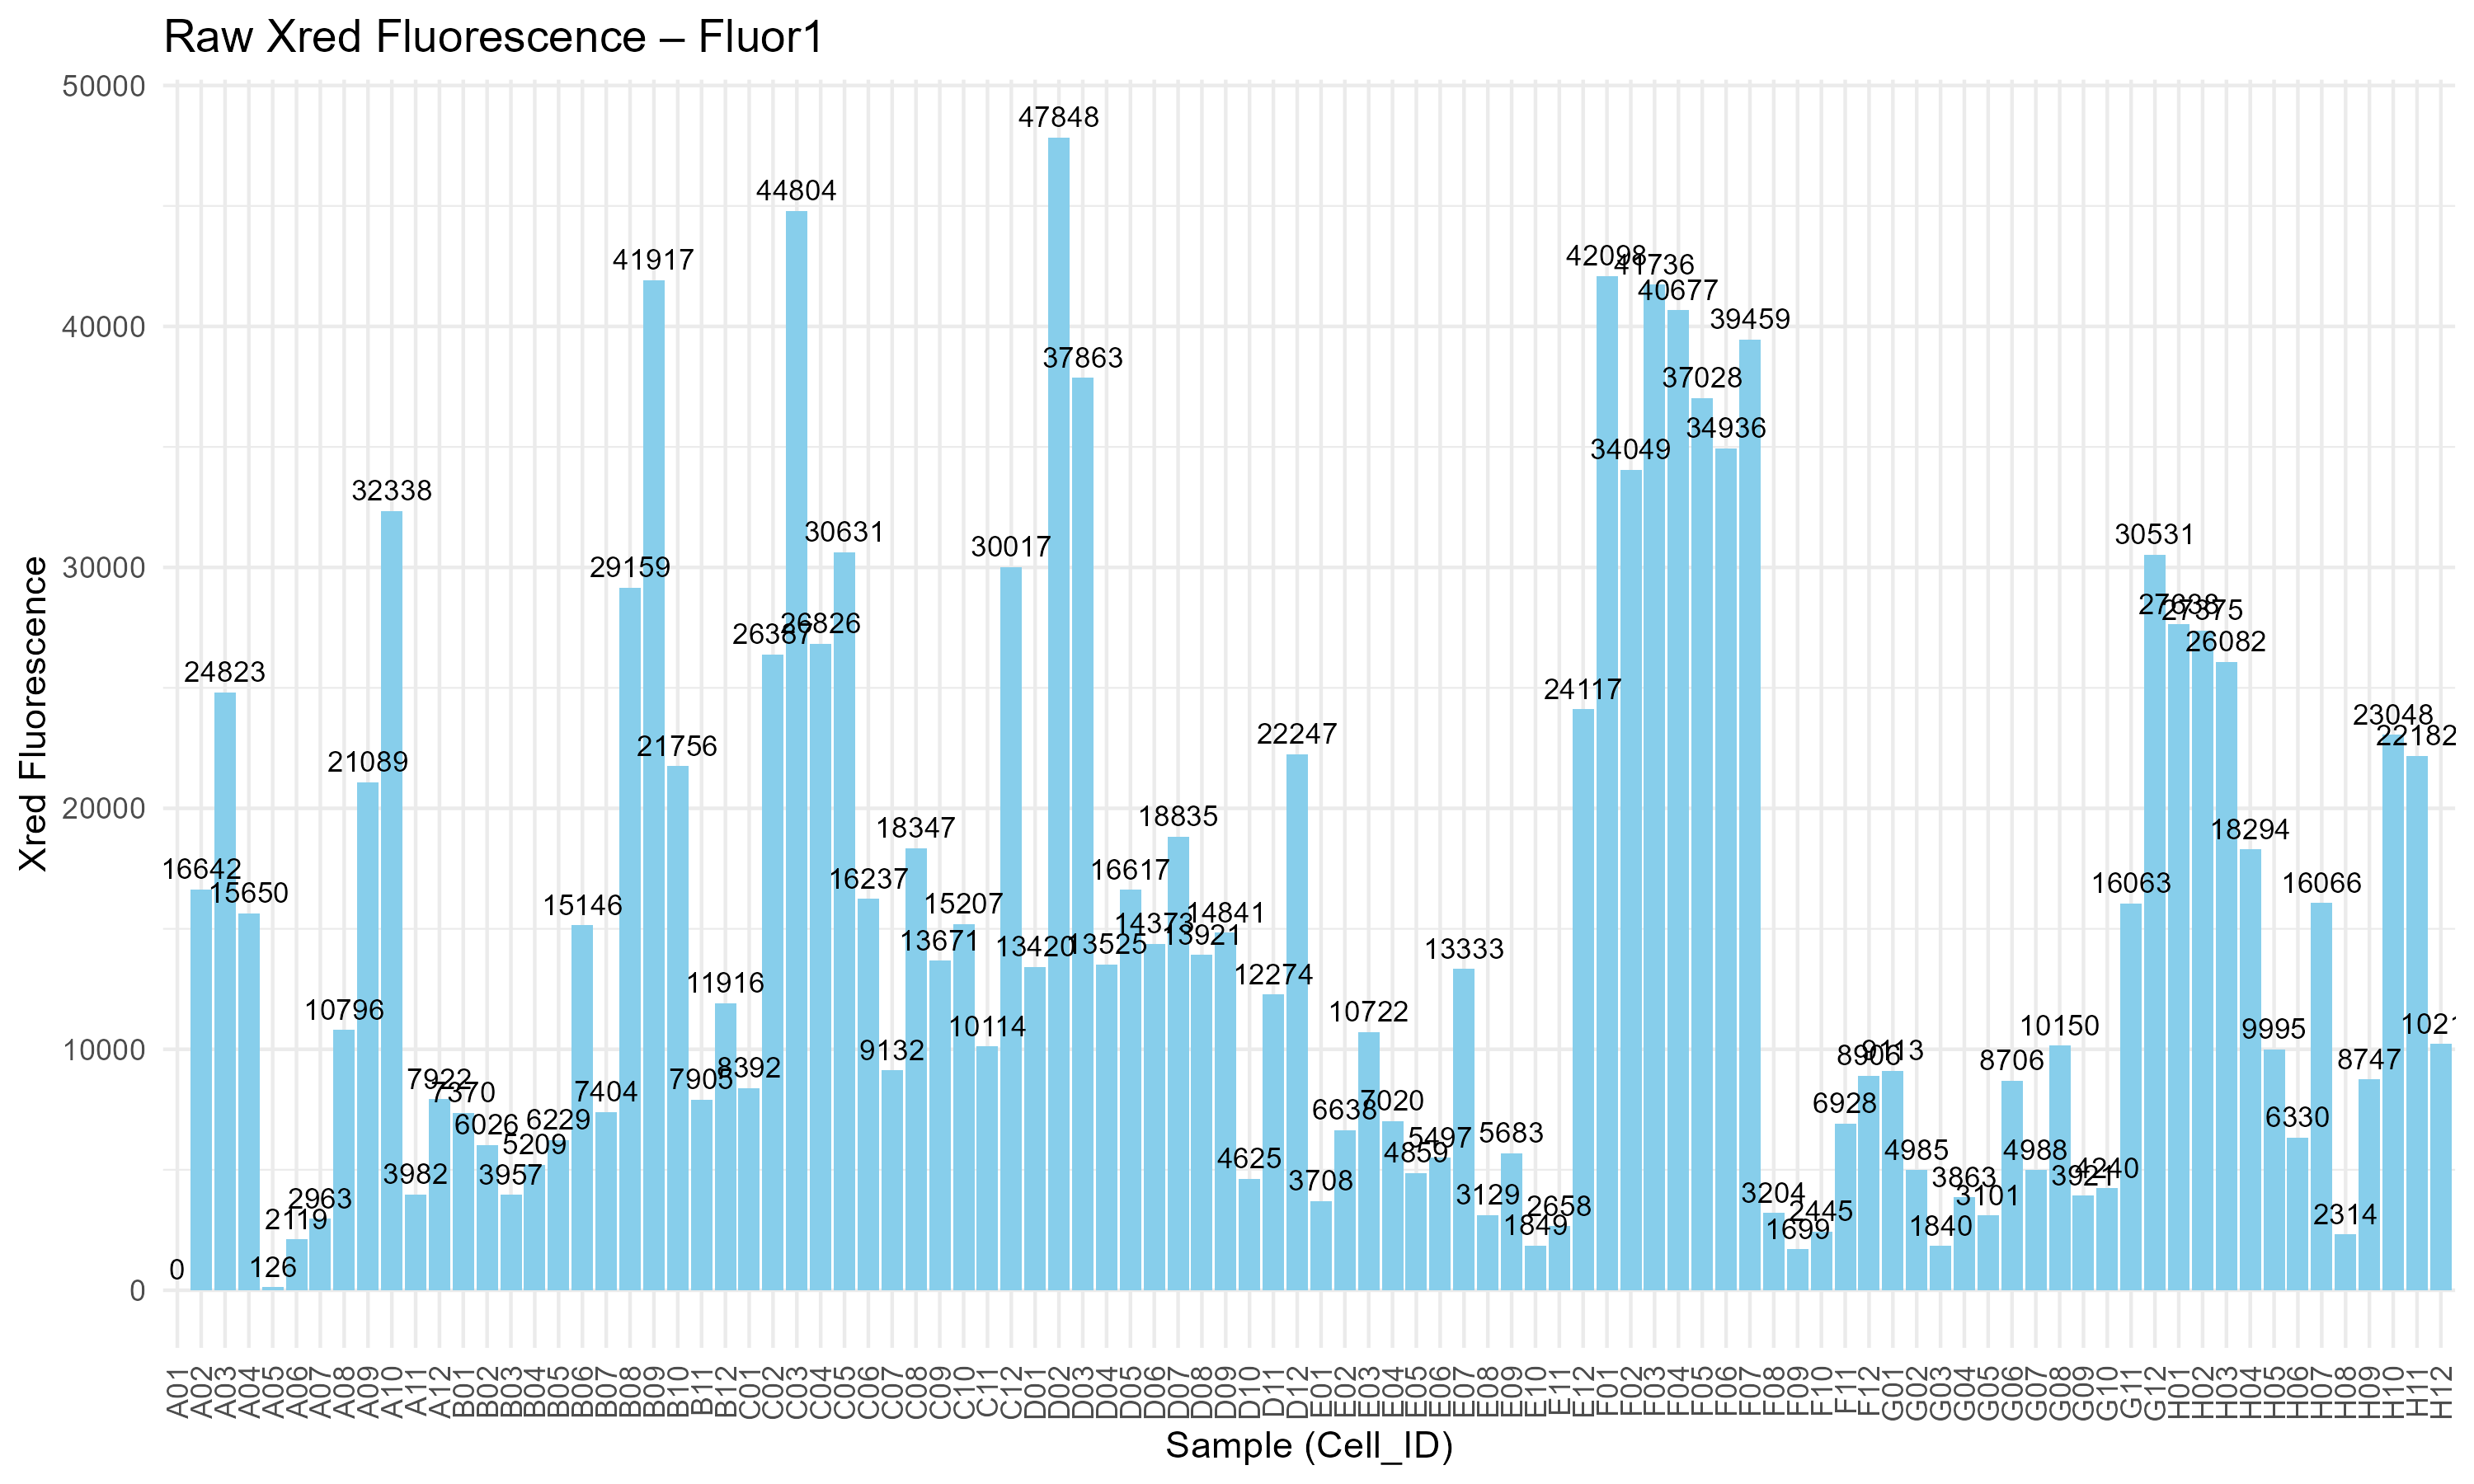 Raw Xred Fluorescence – Fluor1
50000
40000
30000
20000
10000
0
Xred Fluorescence
0
16642
24823
15650
126
2119
2963
10796
21089
32338
3982
7922
7370
6026
3957
5209
6229
15146
7404
29159
41917
21756
7905
11916
8392
26387
44804
26826
30631
16237
9132
18347
13671
15207
10114
30017
13420
47848
37863
13525
16617
14373
18835
13921
14841
4625
12274
22247
3708
6638
10722
7020
4859
5497
13333
3129
5683
1849
2658
24117
42098
34049
41736
40677
37028
34936
39459
3204
1699
2445
6928
8906
9113
4985
1840
3863
3101
8706
4988
10150
3921
4240
16063
30531
27638
27375
26082
18294
9995
6330
16066
2314
8747
23048
22182
A01
A02
A03
A04
A05
A06
A07
A08
A09
A10
A11
A12
B01
B02
B03
B04
B05
B06
B07
B08
B09
B10
B11
B12
C01
C02
C03
C04
C05
C06
C07
C08
C09
C10
C11
C12
D01
D02
D03
D04
D05
D06
D07
D08
D09
D10
D11
D12
E01
E02
E03
E04
E05
E06
E07
E08
E09
E10
E11
E12
F01
F02
F03
F04
F05
F06
F07
F08
F09
F10
F11
F12
G01
G02
G03
G04
G05
G06
G07
G08
G09
G10
G11
G12
H01
H02
H03
H04
H05
H06
H07
H08
H09
H10
H11
H12
Sample (Cell_ID)